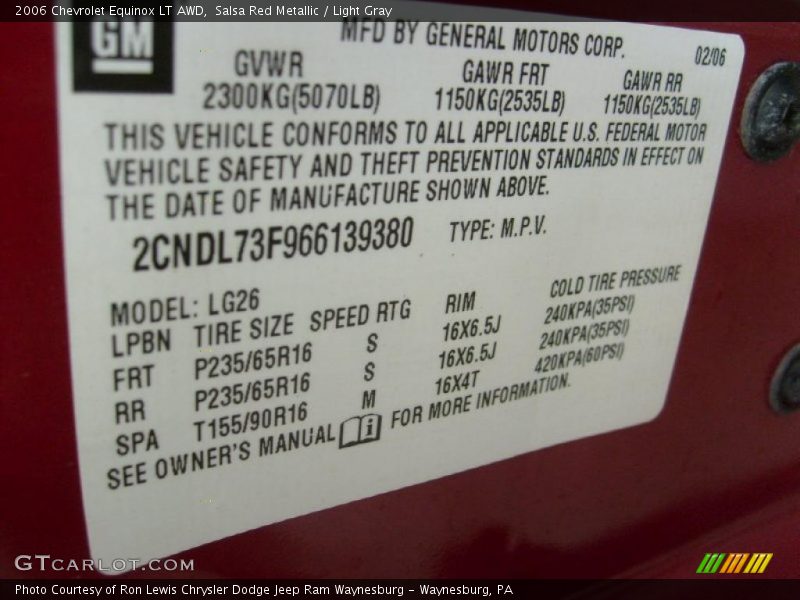 2006 Chevrolet Equinox LT AWD, Salsa Red Metallic / Light Gray
GM
MFD BY GENERAL MOTORS CORP.
02/06
GVWR GAWR FRT GAWR RR
2300KG(5070LB) 1150KG(2535LB) 1150KG(2535LB)
THIS VEHICLE CONFORMS TO ALL APPLICABLE U.S. FEDERAL MOTOR
VEHICLE SAFETY AND THEFT PREVENTION STANDARDS IN EFFECT ON
THE DATE OF MANUFACTURE SHOWN ABOVE.
2CNDL73F966139380 TYPE: M.P.V.
MODEL: LG26
LPBN TIRE SIZE SPEED RTG RIM COLD TIRE PRESSURE
FRT P235/65R16 S 16X6.5J 240KPA(35PSI)
RR P235/65R16 S 16X6.5J 240KPA(35PSI)
SPA T155/90R16 M 16X4T 420KPA(60PSI)
SEE OWNER'S MANUAL i FOR MORE INFORMATION.
GTCARLOT.COM
Photo Courtesy of Ron Lewis Chrysler Dodge Jeep Ram Waynesburg - Waynesburg, PA